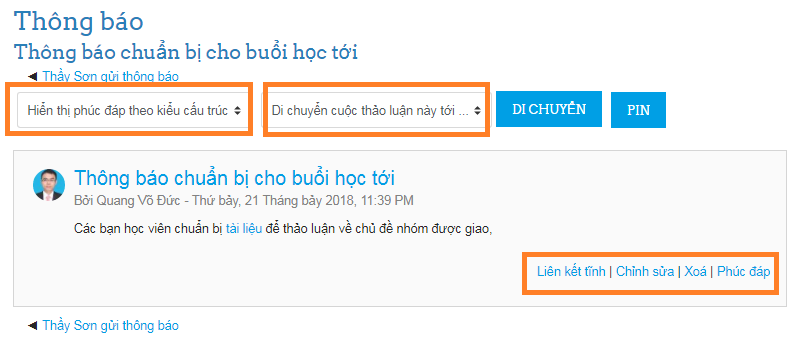 Thông báo
Thông báo chuẩn bị cho buổi học tới
◄ Thầy Sơn gửi thông báo
Hiển thị phúc đáp theo kiểu cấu trúc Di chuyển cuộc thảo luận này tới ... DI CHUYỂN PIN
Thông báo chuẩn bị cho buổi học tới
Bởi Quang Võ Đức - Thứ bảy, 21 Tháng bảy 2018, 11:39 PM
Các bạn học viên chuẩn bị tài liệu để thảo luận về chủ đề nhóm được giao,
Liên kết tĩnh | Chỉnh sửa | Xoá | Phúc đáp
◄ Thầy Sơn gửi thông báo